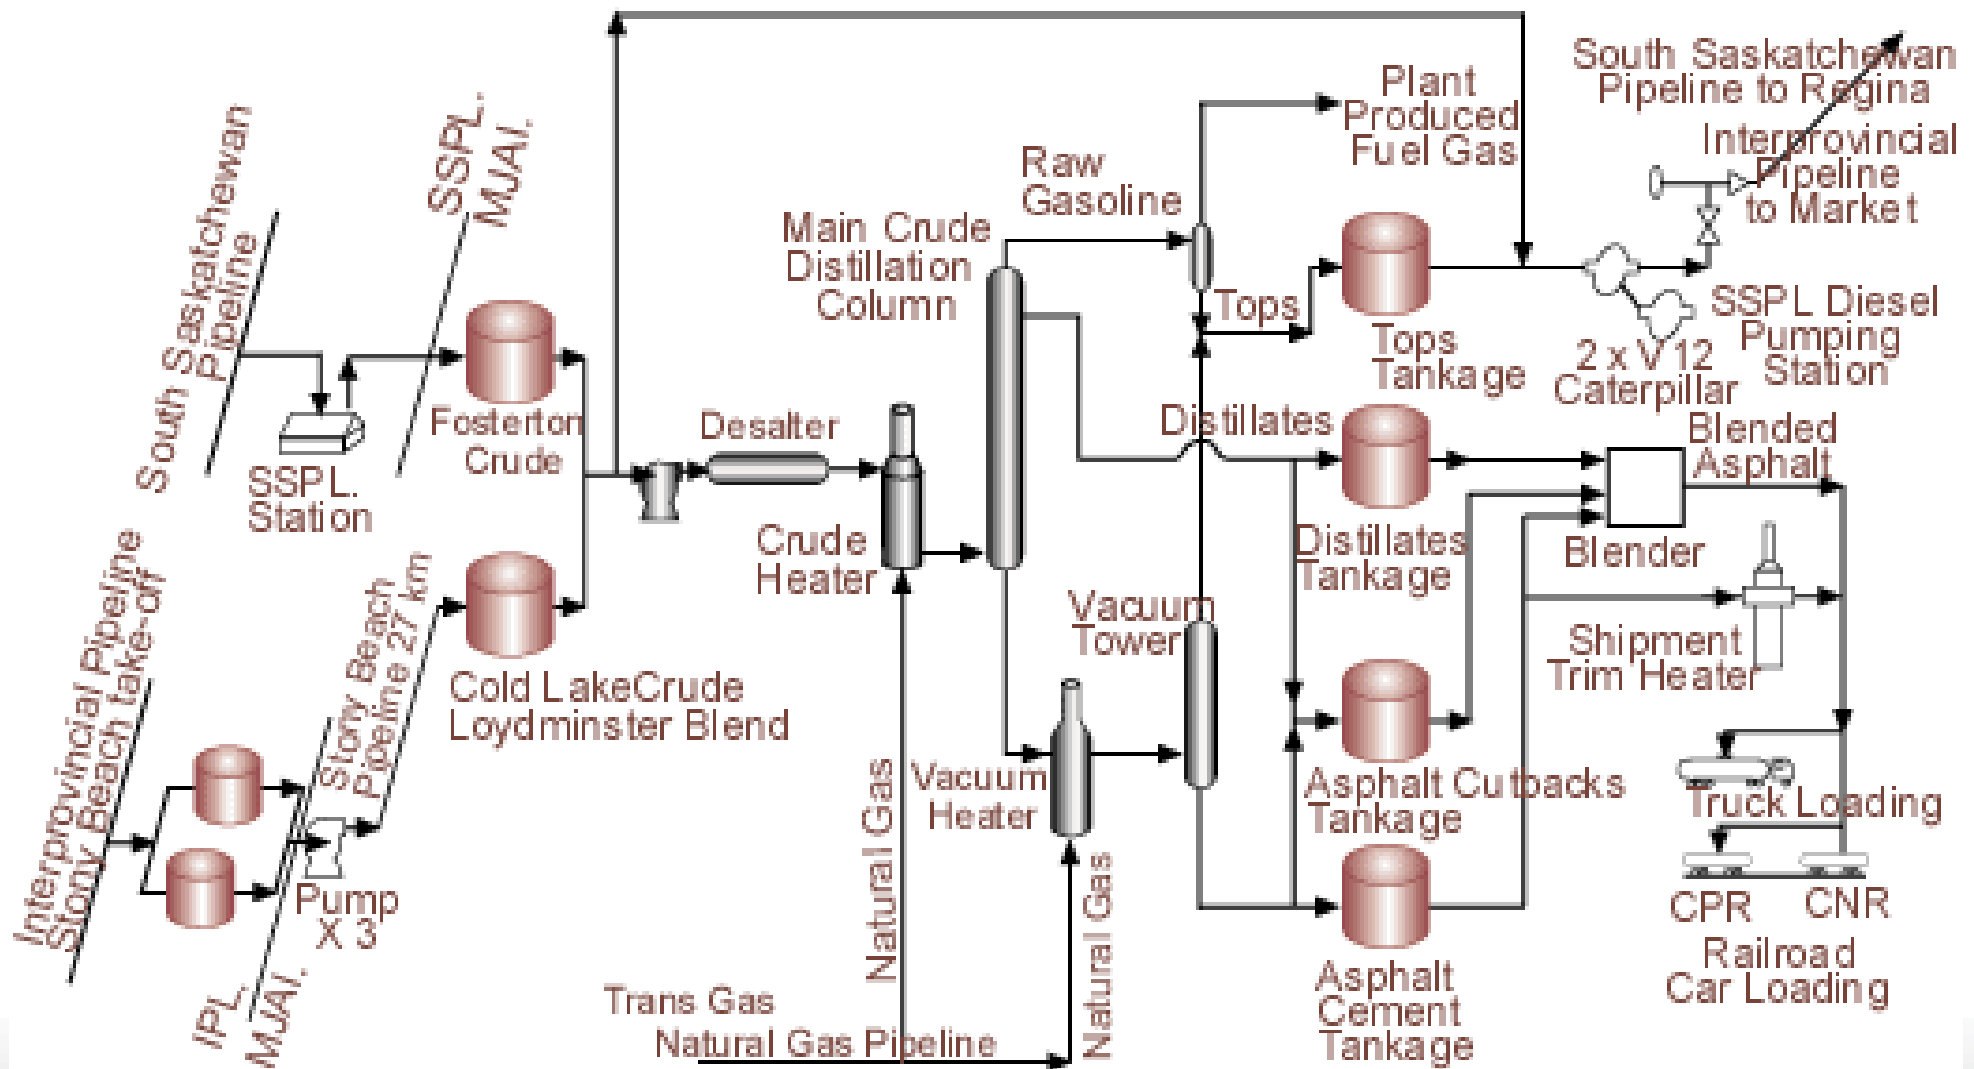 South Saskatchewan
Pipeline
SSPL.
MJAI.
SSPL.
Station
Fosterton
Crude
Interprovincial Pipeline
Stony Beach take-off
IPL.
MJAI.
Pump
X 3
Stony Beach
Pipeline 27 km
Cold LakeCrude
Loydminster Blend
Desalter
Crude
Heater
Main Crude
Distillation
Column
Raw
Gasoline
Plant
Produced
Fuel Gas
Tops
Tops
Tankage
Distillates
Distillates
Tankage
Vacuum
Tower
Vacuum
Heater
Natural Gas
Natural Gas
Trans Gas
Natural Gas Pipeline
Asphalt Cutbacks
Tankage
Asphalt
Cement
Tankage
South Saskatchewan
Pipeline to Regina
Interprovincial
Pipeline
to Market
SSPL Diesel
Pumping
Station
2 x V 12
Caterpillar
Blended
Asphalt
Blender
Shipment
Trim Heater
Truck Loading
CPR
CNR
Railroad
Car Loading